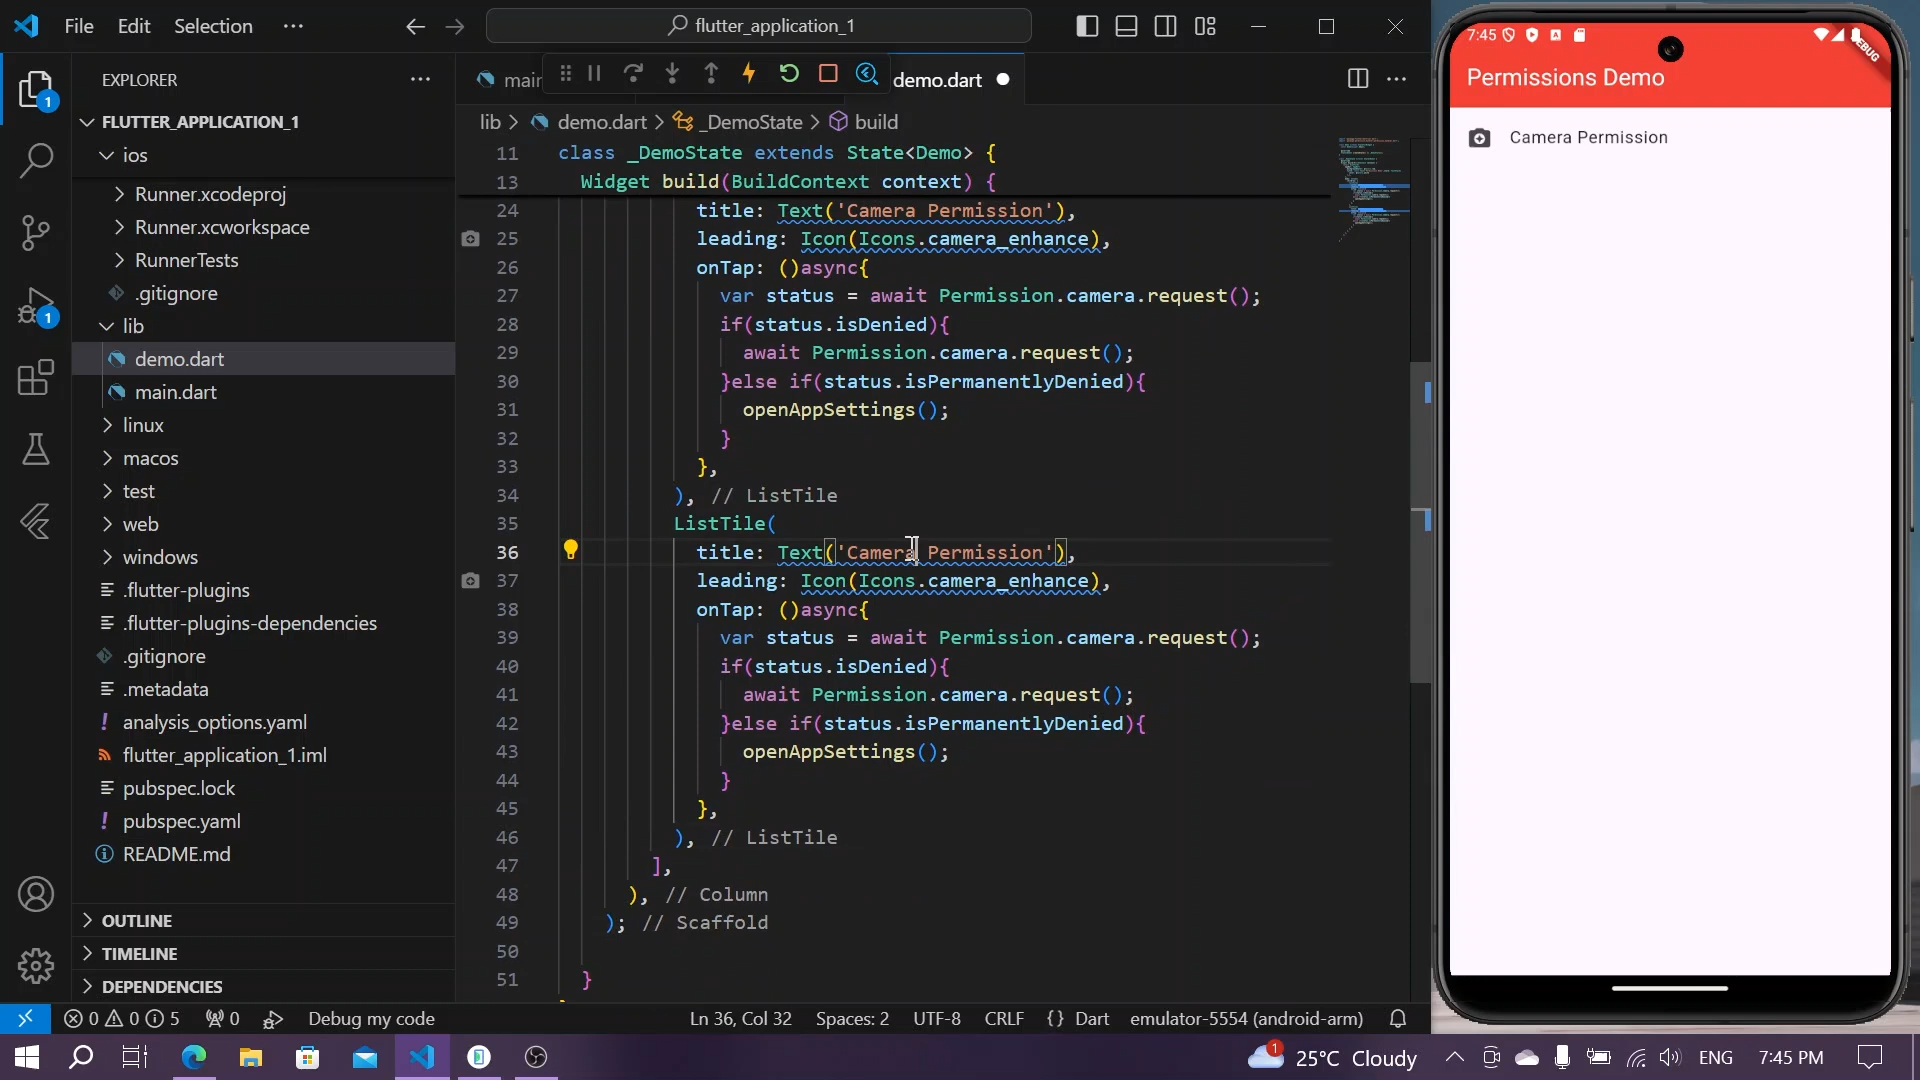 File Edit Selection ··· flutter_application_1
EXPLORER ···
FLUTTER_APPLICATION_1
ios
Runner.xcodeproj
Runner.xcworkspace
RunnerTests
.gitignore
lib
demo.dart
main.dart
linux
macos
test
web
windows
.flutter-plugins
.flutter-plugins-dependencies
.gitignore
.metadata
analysis_options.yaml
flutter_application_1.iml
pubspec.lock
pubspec.yaml
README.md
OUTLINE
TIMELINE
DEPENDENCIES
1
1
main demo.dart
lib > demo.dart > _DemoState > build
11 class _DemoState extends State<Demo> {
13 Widget build(BuildContext context) {
24 title: Text('Camera Permission'),
25 leading: Icon(Icons.camera_enhance),
26 onTap: ()async{
27 var status = await Permission.camera.request();
28 if(status.isDenied){
29 await Permission.camera.request();
30 }else if(status.isPermanentlyDenied){
31 openAppSettings();
32 }
33 },
34 ), // ListTile
35 ListTile(
36 title: Text('Camera Permission'),
37 leading: Icon(Icons.camera_enhance),
38 onTap: ()async{
39 var status = await Permission.camera.request();
40 if(status.isDenied){
41 await Permission.camera.request();
42 }else if(status.isPermanentlyDenied){
43 openAppSettings();
44 }
45 },
46 ), // ListTile
47 ],
48 ), // Column
49 ); // Scaffold
50
51 }
7:45
DEBUG
Permissions Demo
Camera Permission
0 0 5 0 Debug my code Ln 36, Col 32 Spaces: 2 UTF-8 CRLF {} Dart emulator-5554 (android-arm)
1 25°C Cloudy ENG 7:45 PM